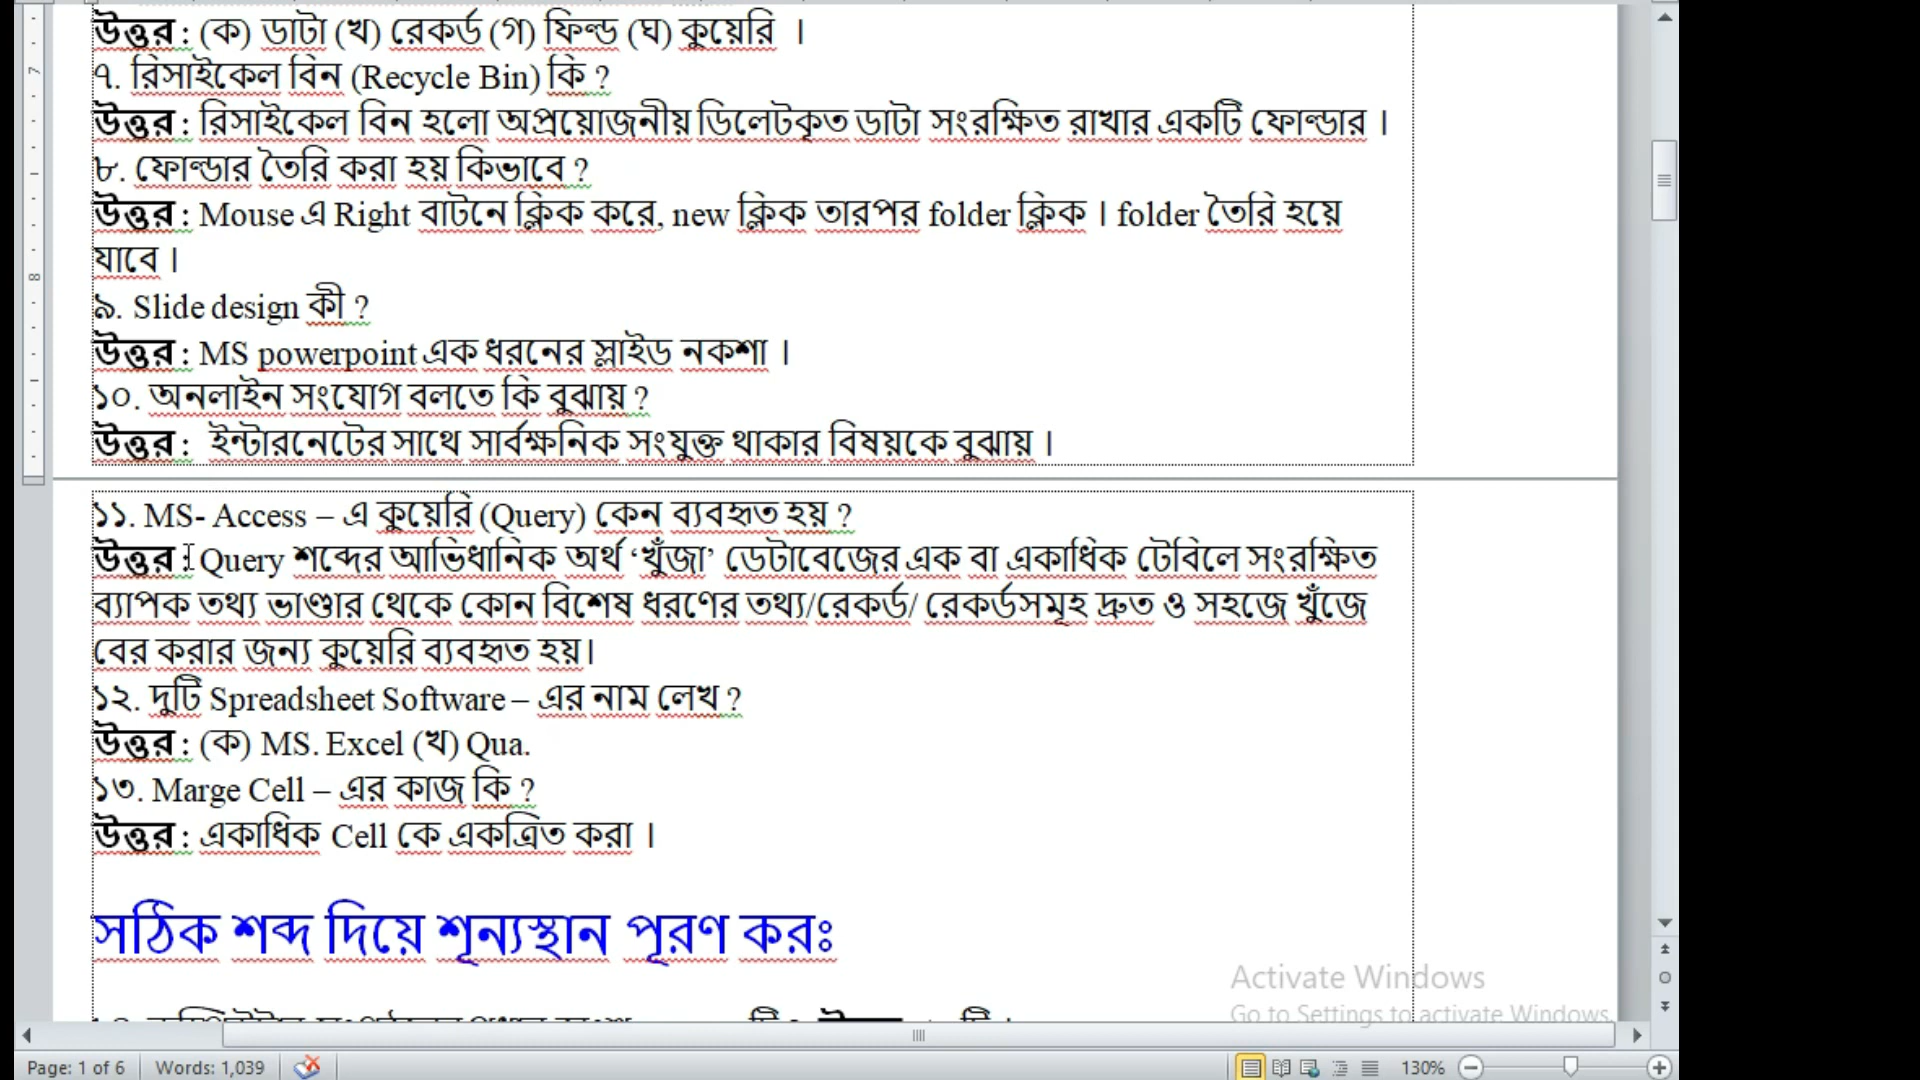 উত্তর : (ক) ডাটা (খ) রেকর্ড (গ) ফিল্ড (ঘ) কুয়েরি ।
৭. রিসাইকেল বিন (Recycle Bin) কি ?
উত্তর : রিসাইকেল বিন হলো অপ্রয়োজনীয় ডিলেটকৃত ডাটা সংরক্ষিত রাখার একটি ফোল্ডার ।
৮. ফোল্ডার তৈরি করা হয় কিভাবে ?
উত্তর : Mouse এ Right বাটনে ক্লিক করে, new ক্লিক তারপর folder ক্লিক । folder তৈরি হয়ে
যাবে ।
৯. Slide design কী ?
উত্তর : MS powerpoint এক ধরনের স্লাইড নকশা ।
১০. অনলাইন সংযোগ বলতে কি বুঝায় ?
উত্তর : ইন্টারনেটের সাথে সার্বক্ষনিক সংযুক্ত থাকার বিষয়কে বুঝায় ।
১১. MS- Access – এ কুয়েরি (Query) কেন ব্যবহৃত হয় ?
উত্তর : Query শব্দের আভিধানিক অর্থ ‘খুঁজা’ ডেটাবেজের এক বা একাধিক টেবিলে সংরক্ষিত
ব্যাপক তথ্য ভাণ্ডার থেকে কোন বিশেষ ধরণের তথ্য/রেকর্ড/ রেকর্ডসমূহ দ্রুত ও সহজে খুঁজে
বের করার জন্য কুয়েরি ব্যবহৃত হয়।
১২. দুটি Spreadsheet Software – এর নাম লেখ ?
উত্তর : (ক) MS. Excel (খ) Qua.
১৩. Marge Cell – এর কাজ কি ?
উত্তর : একাধিক Cell কে একত্রিত করা ।
সঠিক শব্দ দিয়ে শূন্যস্থান পূরণ করঃ
Activate Windows
Go to Settings to activate Windows.
Page: 1 of 6 Words: 1,039 130%